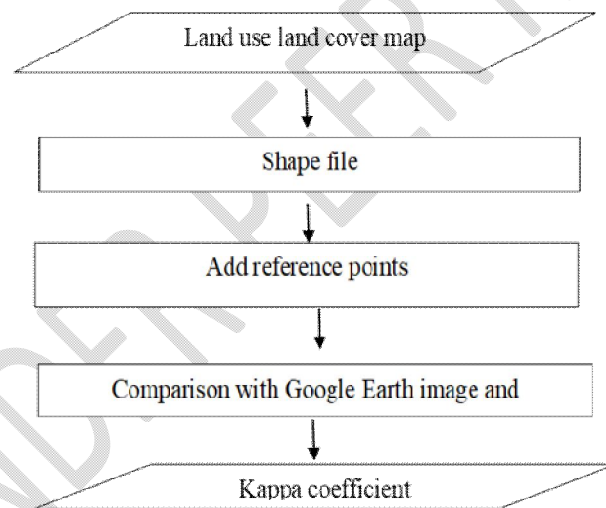 Land use land cover map
Shape file
Add reference points
Comparison with Google Earth image and
Kappa coefficient